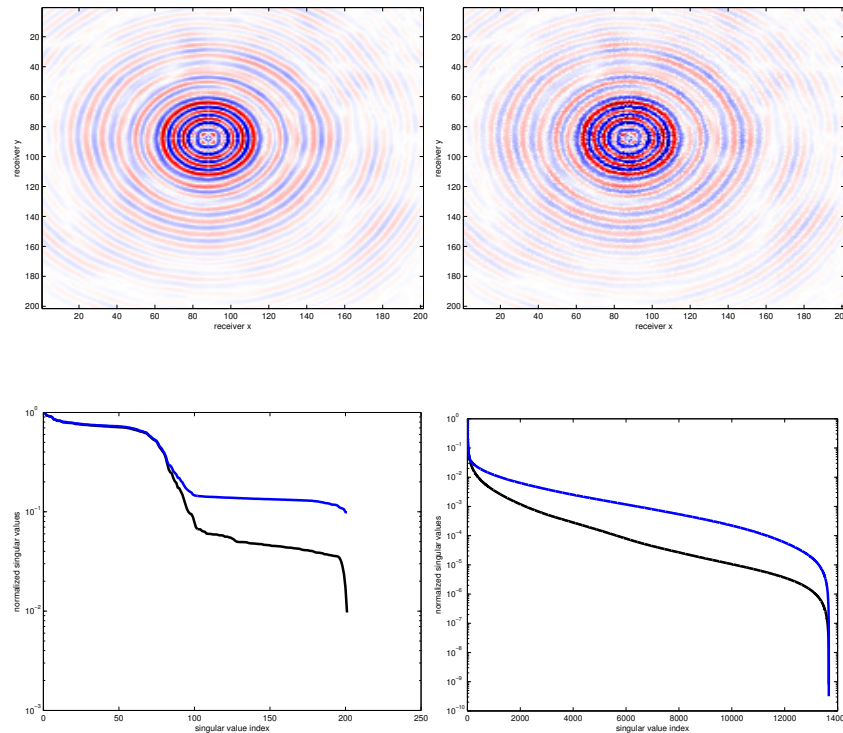 20
40
60
80
100
120
140
160
180
200
receiver y
20 40 60 80 100 120 140 160 180 200
receiver x
20
40
60
80
100
120
140
160
180
200
receiver y
20 40 60 80 100 120 140 160 180 200
receiver x
10^0
10^-1
10^-2
10^-3
normalized singular values
0 50 100 150 200 250
singular value index
10^0
10^-1
10^-2
10^-3
10^-4
10^-5
10^-6
10^-7
10^-8
10^-9
10^-10
normalized singular values
0 2000 4000 6000 8000 10000 12000 1400
singular value index